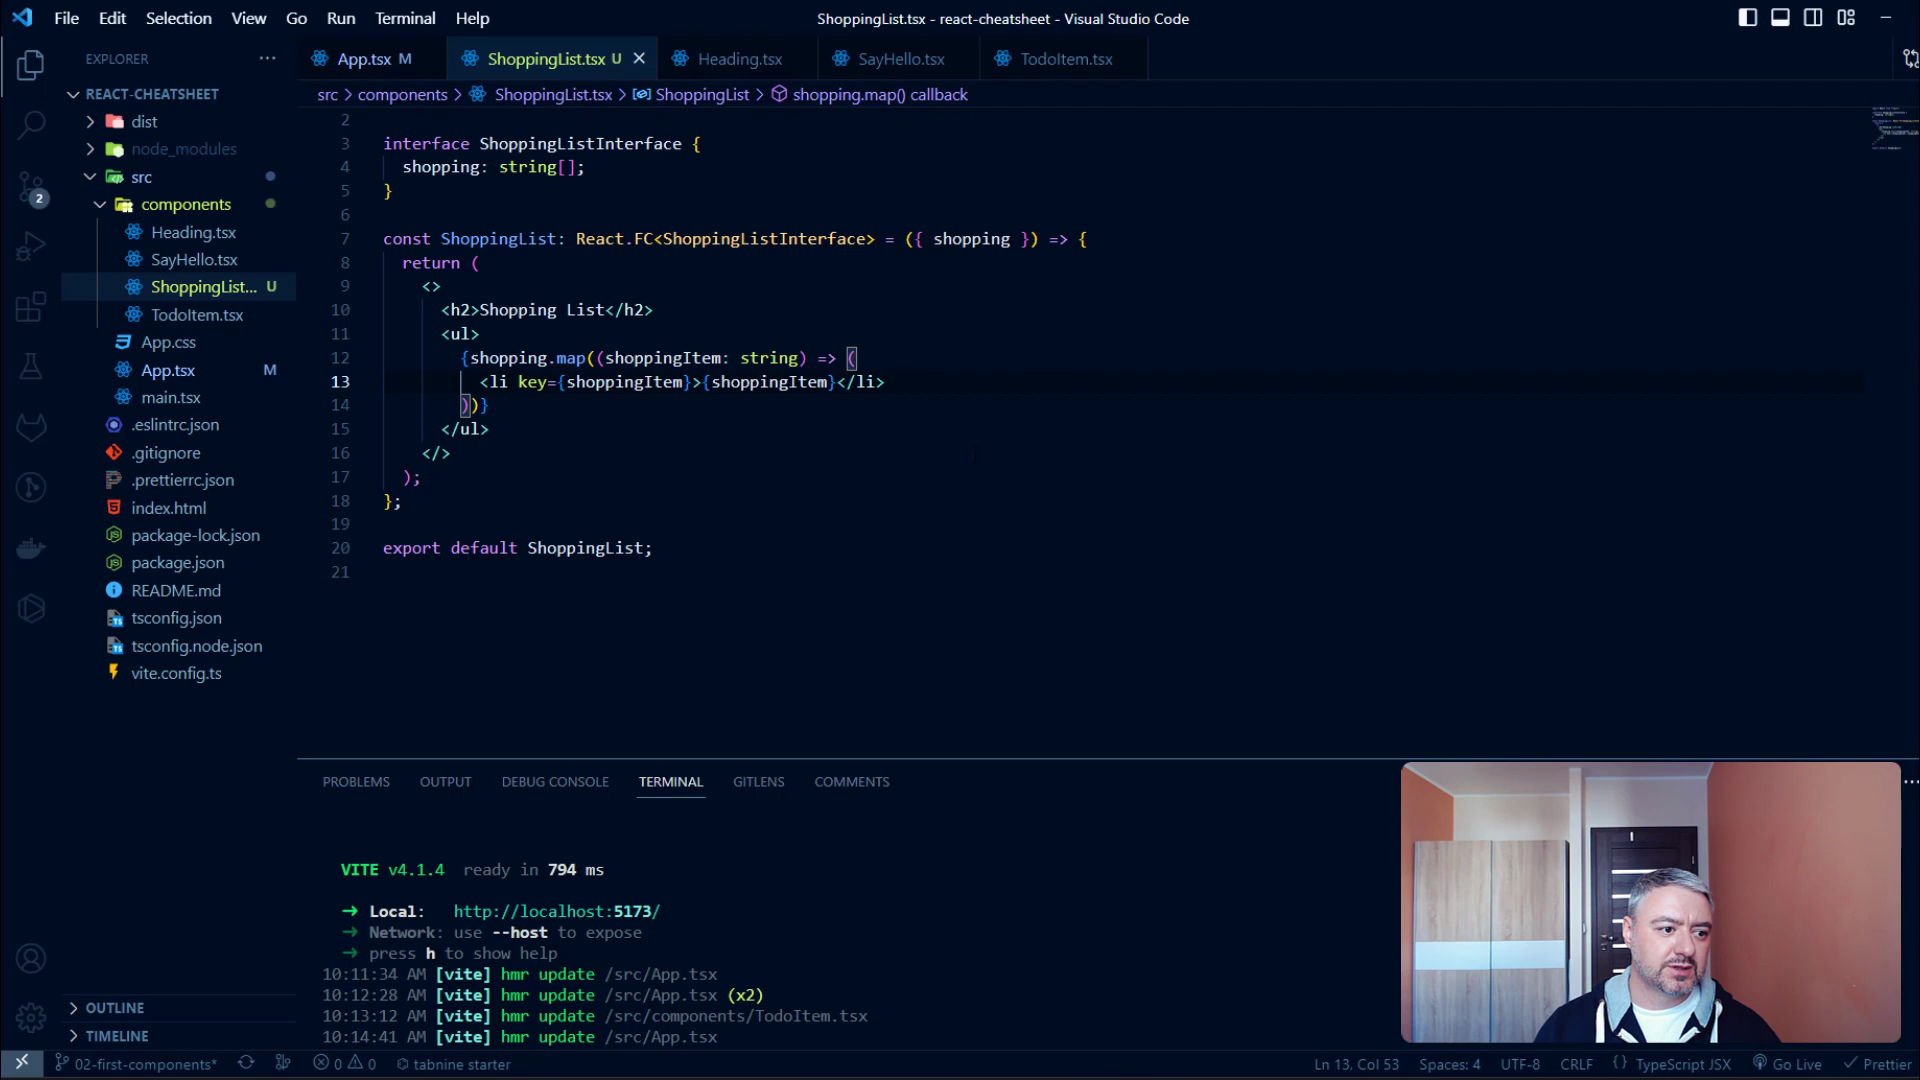 File Edit Selection View Go Run Terminal Help
ShoppingList.tsx - react-cheatsheet - Visual Studio Code
EXPLORER
App.tsx M
ShoppingList.tsx U
Heading.tsx
SayHello.tsx
TodoItem.tsx
REACT-CHEATSHEET
dist
node_modules
src
components
Heading.tsx
SayHello.tsx
ShoppingList... U
TodoItem.tsx
App.css
App.tsx M
main.tsx
.eslintrc.json
.gitignore
.prettierrc.json
index.html
package-lock.json
package.json
README.md
tsconfig.json
tsconfig.node.json
vite.config.ts
OUTLINE
TIMELINE
2
src > components > ShoppingList.tsx > ShoppingList > shopping.map() callback
2
3 interface ShoppingListInterface {
4 shopping: string[];
5 }
6
7 const ShoppingList: React.FC<ShoppingListInterface> = ({ shopping }) => {
8 return (
9 <>
10 <h2>Shopping List</h2>
11 <ul>
12 {shopping.map((shoppingItem: string) => (
13 <li key={shoppingItem}>{shoppingItem}</li>
14 ))}
15 </ul>
16 </>
17 );
18 };
19
20 export default ShoppingList;
21
PROBLEMS OUTPUT DEBUG CONSOLE TERMINAL GITLENS COMMENTS
VITE v4.1.4 ready in 794 ms
➜ Local: http://localhost:5173/
➜ Network: use --host to expose
➜ press h to show help
10:11:34 AM [vite] hmr update /src/App.tsx
10:12:28 AM [vite] hmr update /src/App.tsx (x2)
10:13:12 AM [vite] hmr update /src/components/TodoItem.tsx
10:14:41 AM [vite] hmr update /src/App.tsx
02-first-components* 0 0 tabnine starter
Ln 13, Col 53 Spaces: 4 UTF-8 CRLF {} TypeScript JSX Go Live Prettier